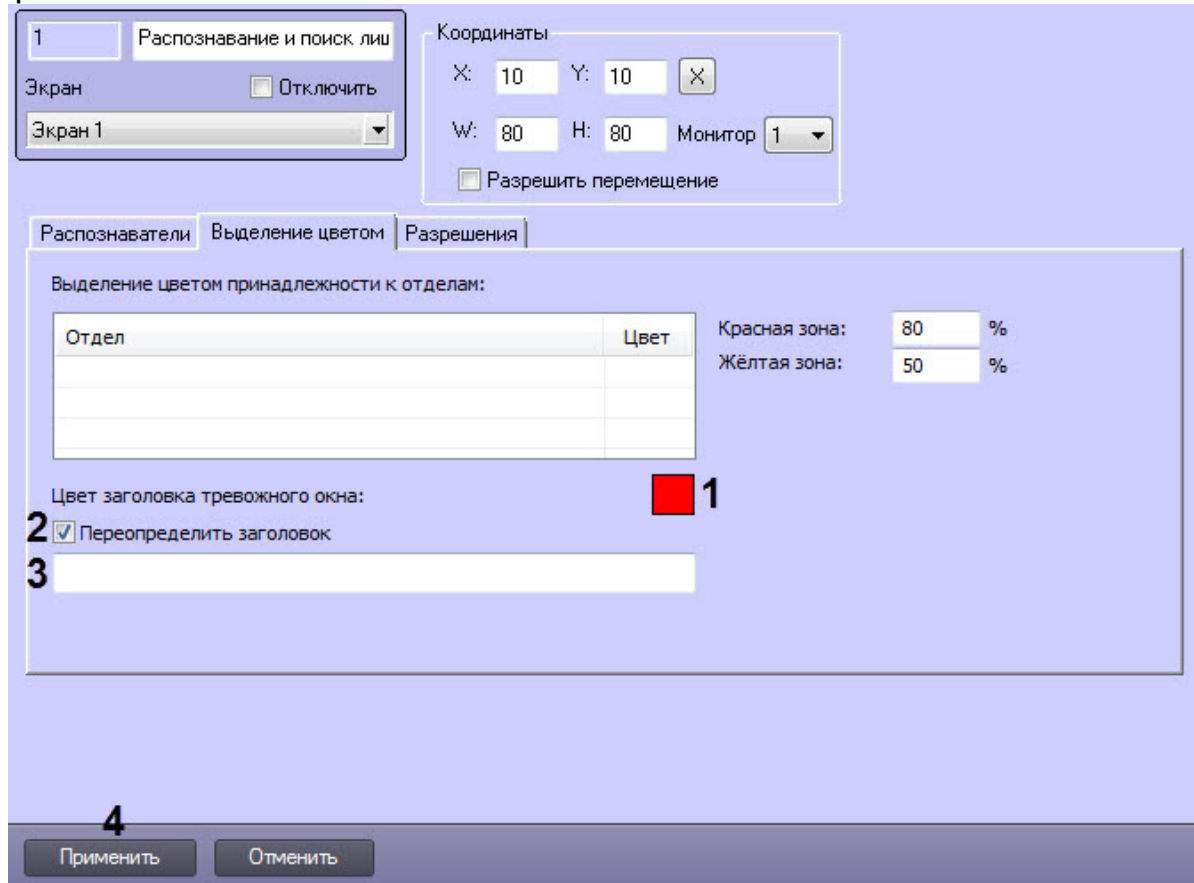 1 Распознавание и поиск лиц
Экран Отключить
Экран 1
Координаты
X: 10 Y: 10 X
W: 80 H: 80 Монитор 1
Разрешить перемещение
Распознаватели Выделение цветом Разрешения
Выделение цветом принадлежности к отделам:
Отдел Цвет
Красная зона: 80 %
Жёлтая зона: 50 %
Цвет заголовка тревожного окна: 1
2 Переопределить заголовок
3
4
Применить Отменить